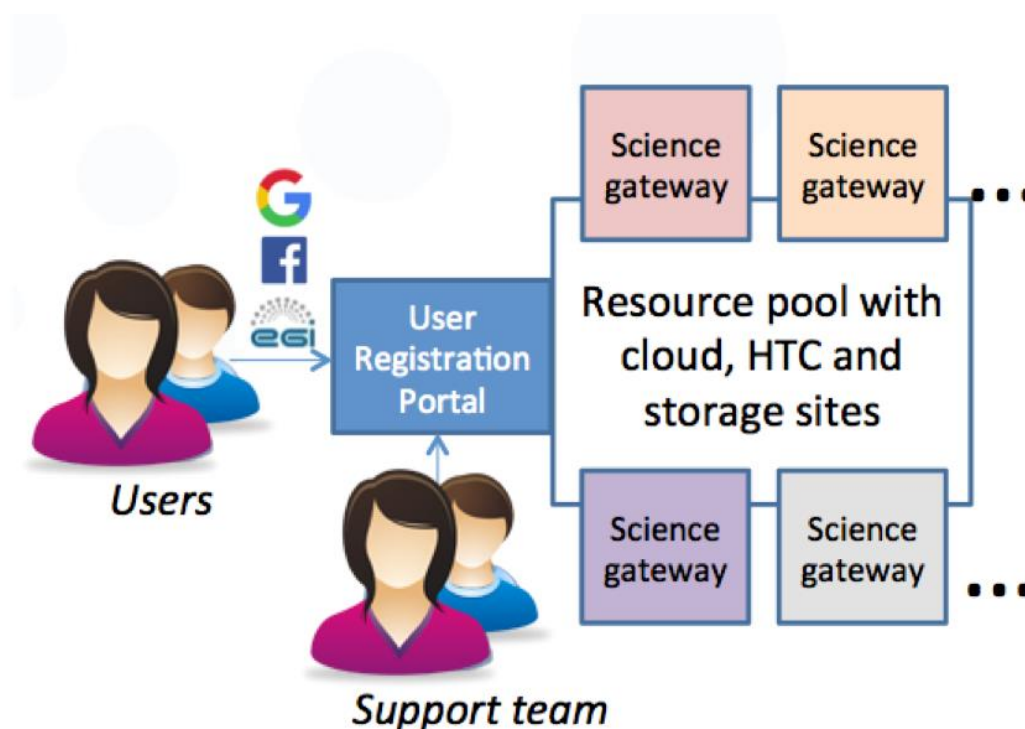 Science
gateway
Science
gateway
...
G
f
egi
User
Registration
Portal
Resource pool with
cloud, HTC and
storage sites
Users
Science
gateway
Science
gateway
...
Support team